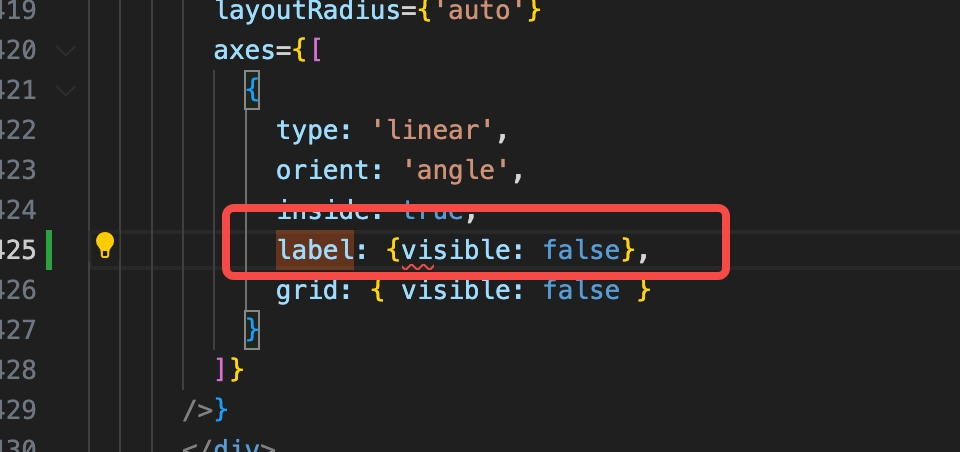 419 layoutRadius={'auto'}
420 axes={[
421 {
422 type: 'linear',
423 orient: 'angle',
424 inside: true,
425 label: {visible: false},
426 grid: { visible: false }
427 }
428 ]}
429 />}
430 </div>